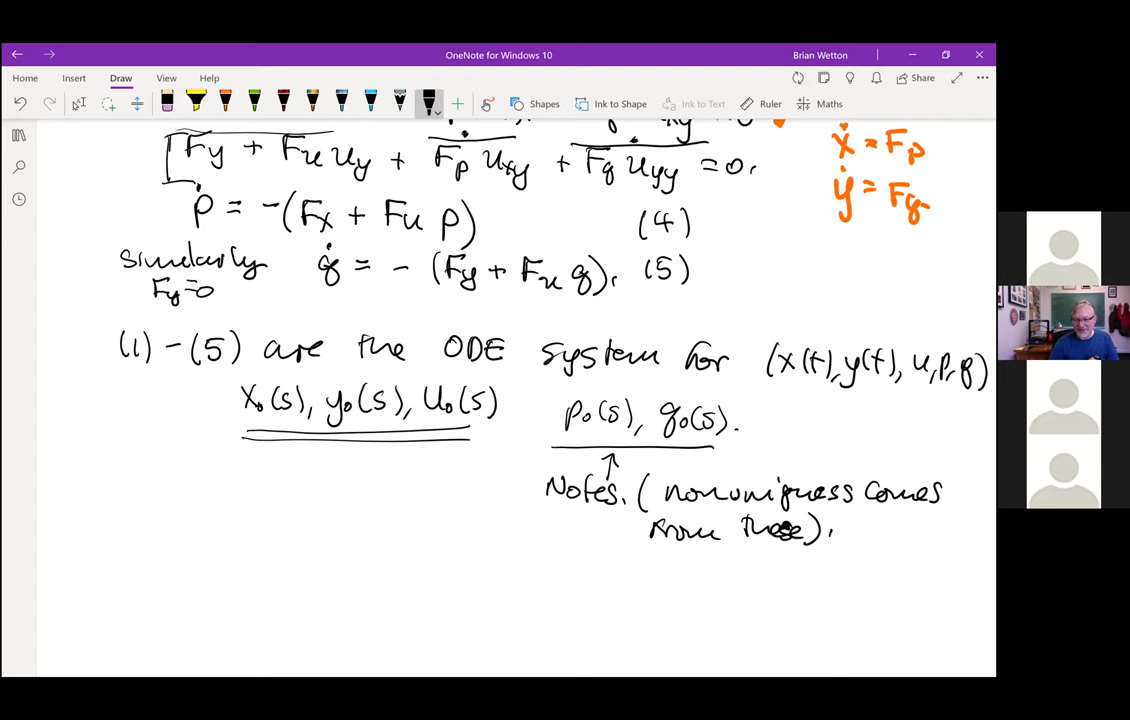 OneNote for Windows 10
Brian Wetton
Home Insert Draw View Help
Share
Shapes Ink to Shape Ink to Text Ruler Maths
Fy + Fu uy + Fp uxy + Fq uyy = 0.
ẋ = Fp
ẏ = Fq
ṗ = -(Fx + Fu p) (4)
Similarly q̇ = - (Fy + Fu q). (5)
Fy = 0
(1) - (5) are the ODE system for (x(t), y(t), u, p, q)
x₀(s), y₀(s), u₀(s) p₀(s), q₀(s).
↑
Notes. (nonuniqness comes
from these).